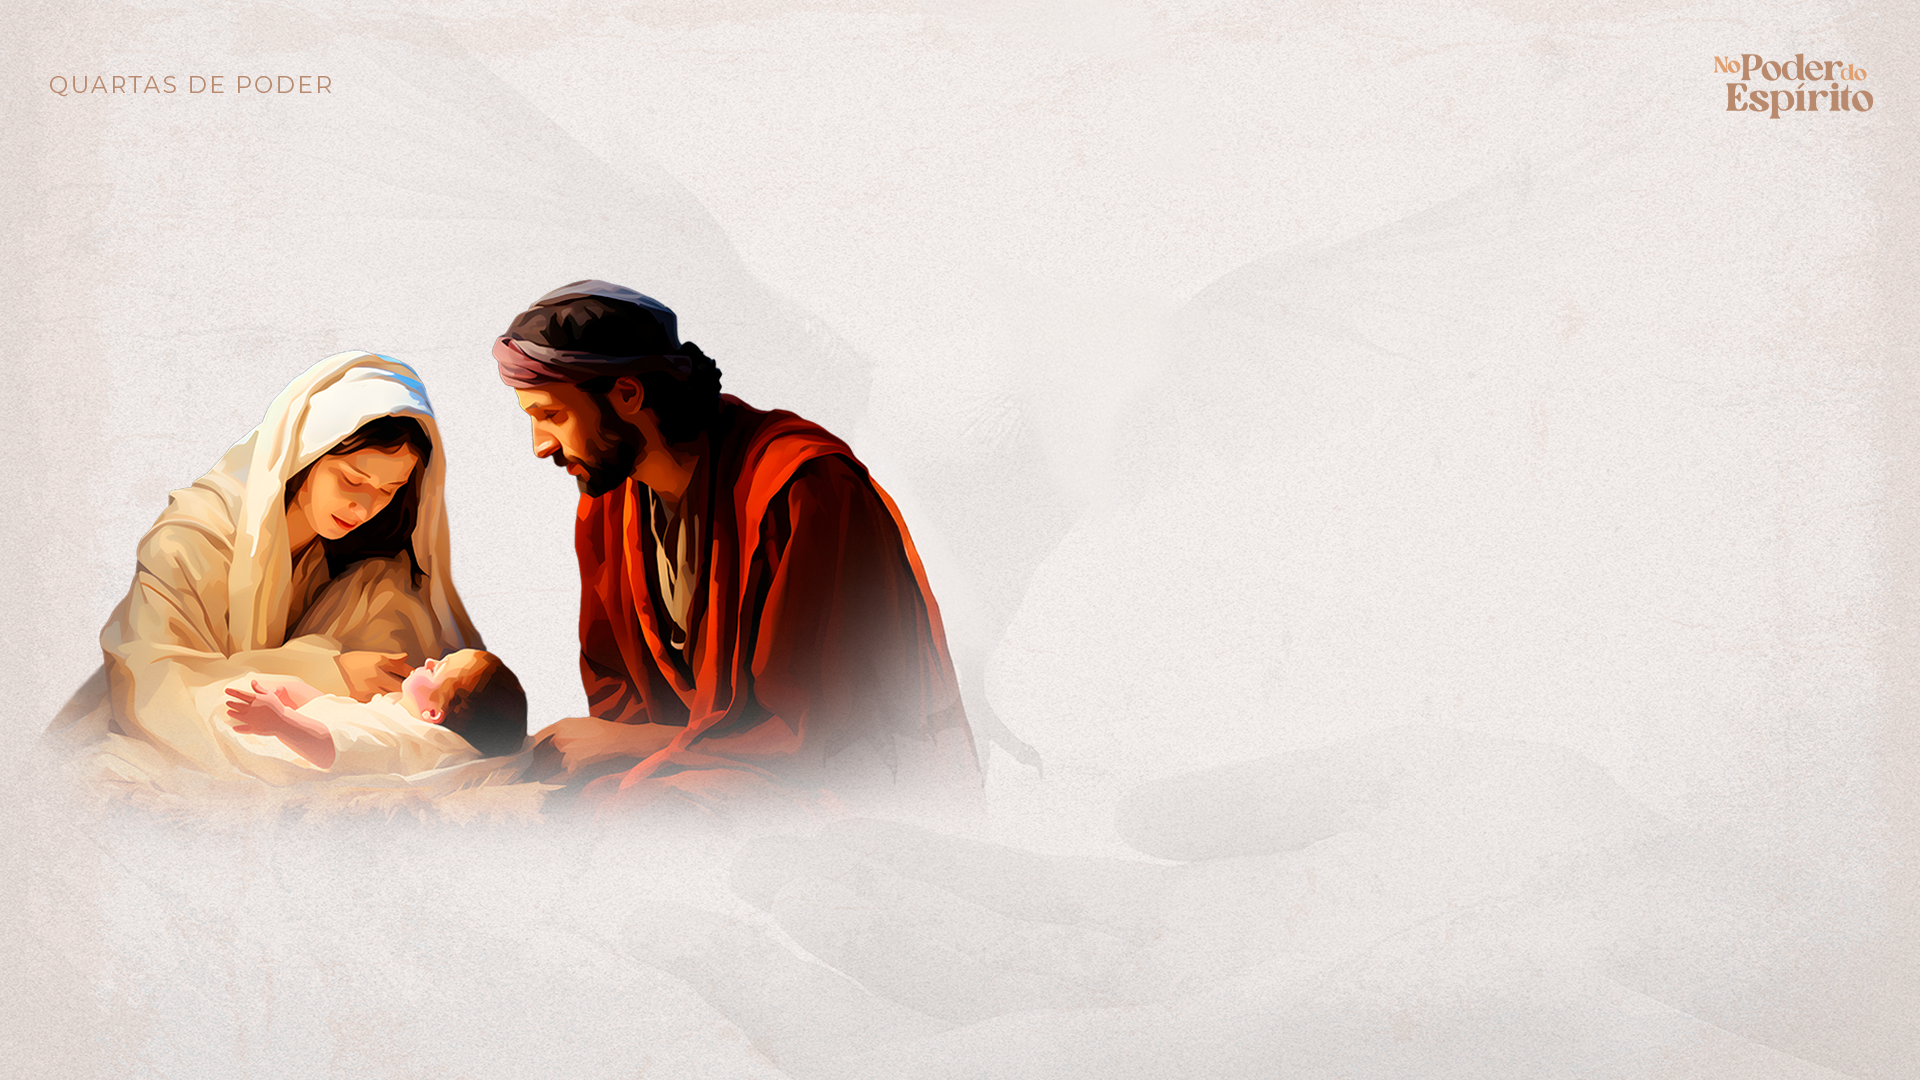 QUARTAS DE PODER
No Poder do
Espírito